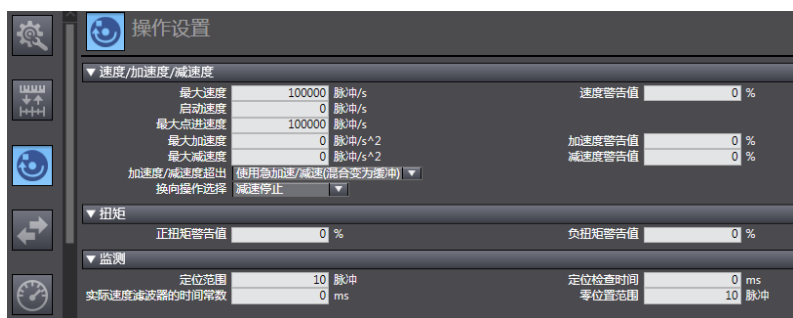 操作设置
▼ 速度/加速度/减速度
最大速度 100000 脉冲/s 速度警告值 0 %
启动速度 0 脉冲/s
最大点进速度 100000 脉冲/s
最大加速度 0 脉冲/s^2 加速度警告值 0 %
最大减速度 0 脉冲/s^2 减速度警告值 0 %
加速度/减速度超出 使用急加速/减速(混合变为缓冲) ▼
换向操作选择 减速停止 ▼
▼ 扭矩
正扭矩警告值 0 % 负扭矩警告值 0 %
▼ 监测
定位范围 10 脉冲 定位检查时间 0 ms
实际速度滤波器的时间常数 0 ms 零位置范围 10 脉冲